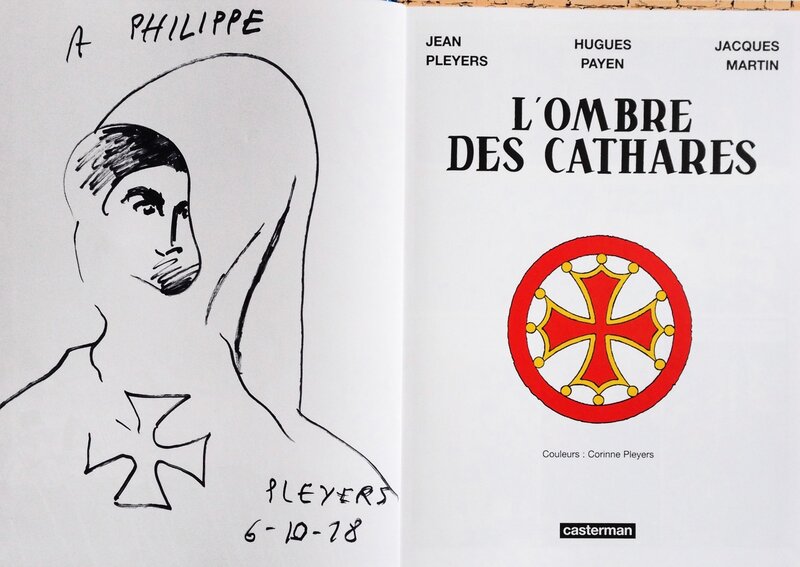 A PHILIPPE
PLEYERS
6-10-18
JEAN
PLEYERS
HUGUES
PAYEN
JACQUES
MARTIN
L'OMBRE
DES CATHARES
Couleurs : Corinne Pleyers
casterman